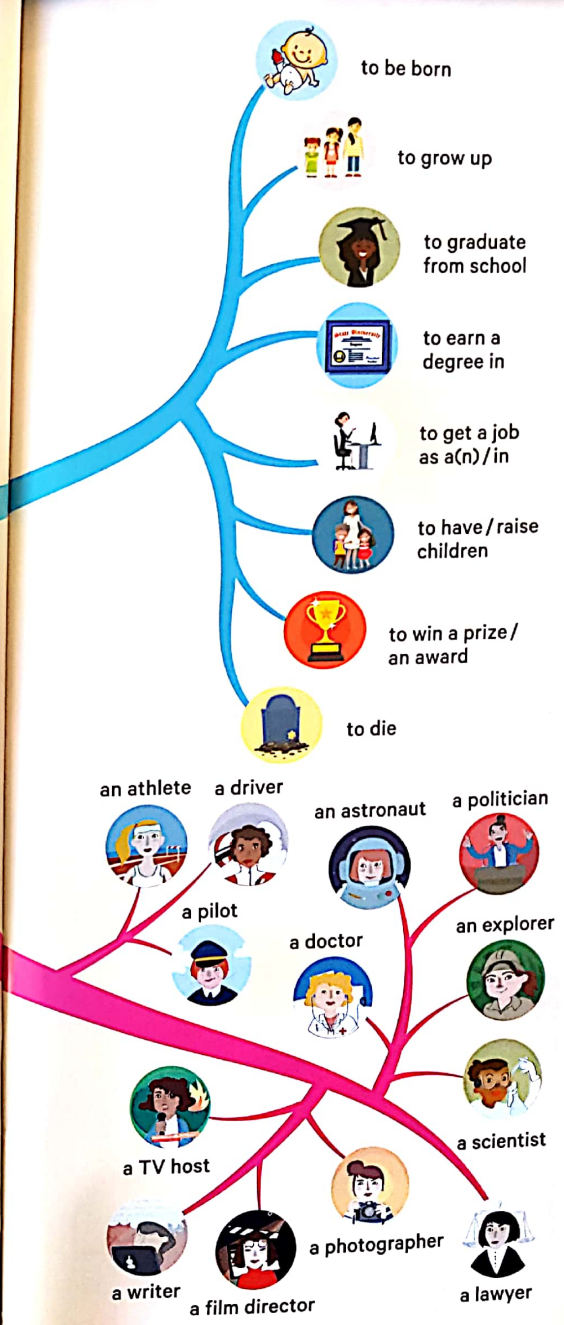 to be born
to grow up
to graduate
from school
State University
to earn a
degree in
to get a job
as a(n)/in
to have/raise
children
to win a prize/
an award
to die
an athlete
a driver
an astronaut
a politician
a pilot
a doctor
an explorer
a scientist
a TV host
a photographer
a writer
a film director
a lawyer